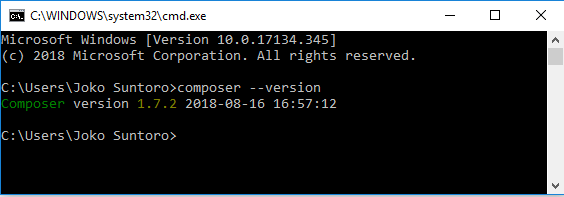 C:\WINDOWS\system32\cmd.exe
Microsoft Windows [Version 10.0.17134.345]
(c) 2018 Microsoft Corporation. All rights reserved.
C:\Users\Joko Suntoro>composer --version
Composer version 1.7.2 2018-08-16 16:57:12
C:\Users\Joko Suntoro>